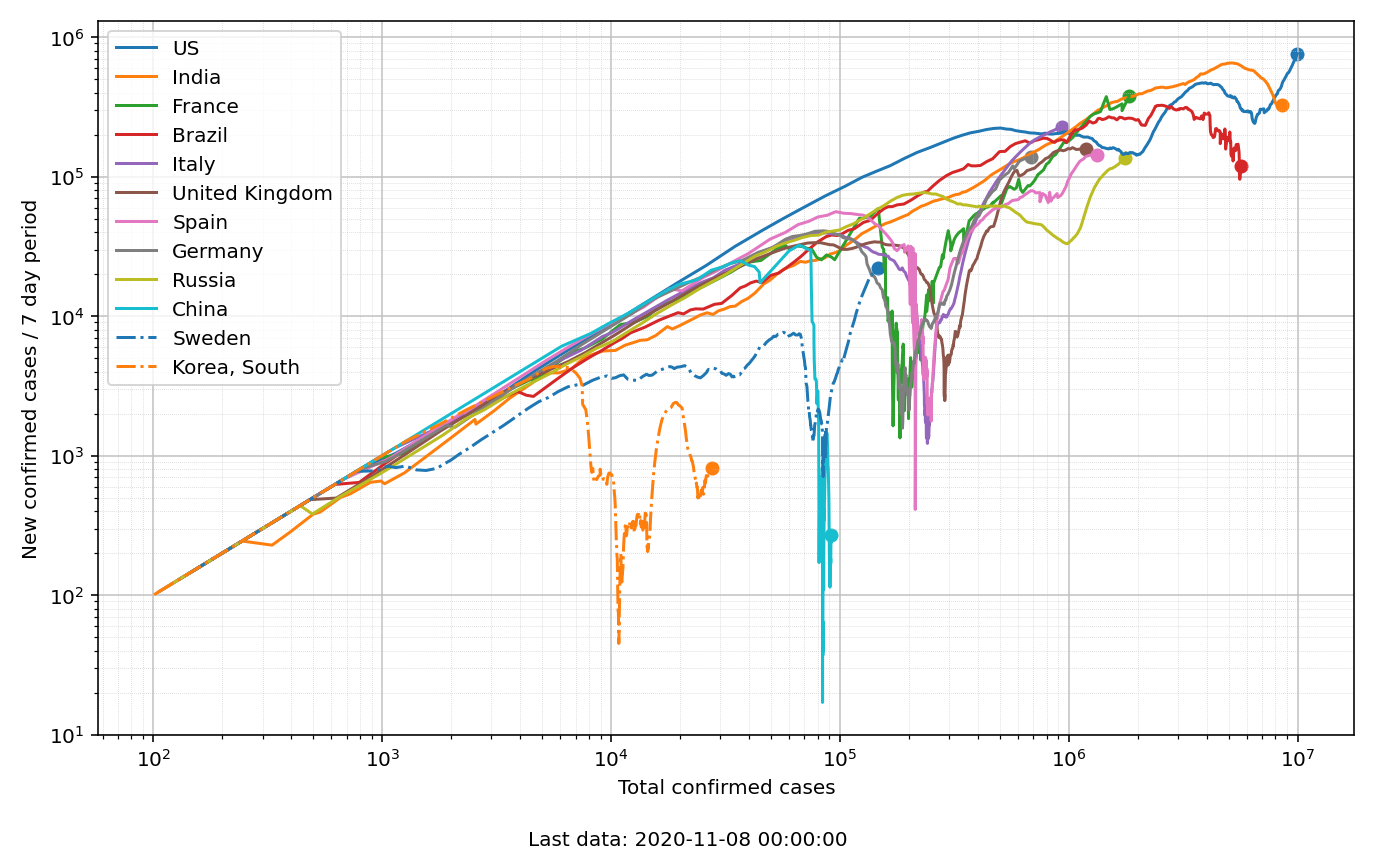 US
India
France
Brazil
Italy
United Kingdom
Spain
Germany
Russia
China
Sweden
Korea, South
New confirmed cases / 7 day period
10⁶
10⁵
10⁴
10³
10²
10¹
10² 10³ 10⁴ 10⁵ 10⁶ 10⁷
Total confirmed cases
Last data: 2020-11-08 00:00:00